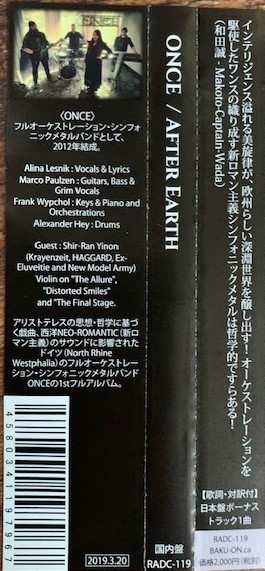 インテリジェンス溢れる美旋律が、欧州らしい深淵世界を醸し出す！オーケストレーションを
駆使したワンスの織り成す新ロマン主義シンフォニックメタルは哲学的ですらある！
（和田誠 - Makoto-Captain-Wada）
【歌詞・対訳付】
日本盤ボーナス
トラック1曲
RADC-119
BAKU-ON.ca
価格2,000円(税別)
ONCE / AFTER EARTH
国内盤
RADC-119
〈ONCE〉
フルオーケストレーション・シンフォ
ニックメタルバンドとして、
2012年結成。
Alina Lesnik : Vocals & Lyrics
Marco Paulzen : Guitars, Bass &
Grim Vocals
Frank Wypchol : Keys & Piano and
Orchestrations
Alexander Hey : Drums
Guest : Shir-Ran Yinon
(Krayenzeit, HAGGARD, Ex-
Eluveitie and New Model Army)
Violin on "The Allure",
"Distorted Smiles"
and "The Final Stage.
アリストテレスの思想・哲学に基づ
く戯曲、西洋NEO-ROMANTIC（新ロ
マン主義）のサウンドに影響された
ドイツ（North Rhine
Westphalia）のフルオーケストレー
ション・シンフォニックメタルバンド
ONCEの1stフルアルバム。
4580341197967
2019.3.20